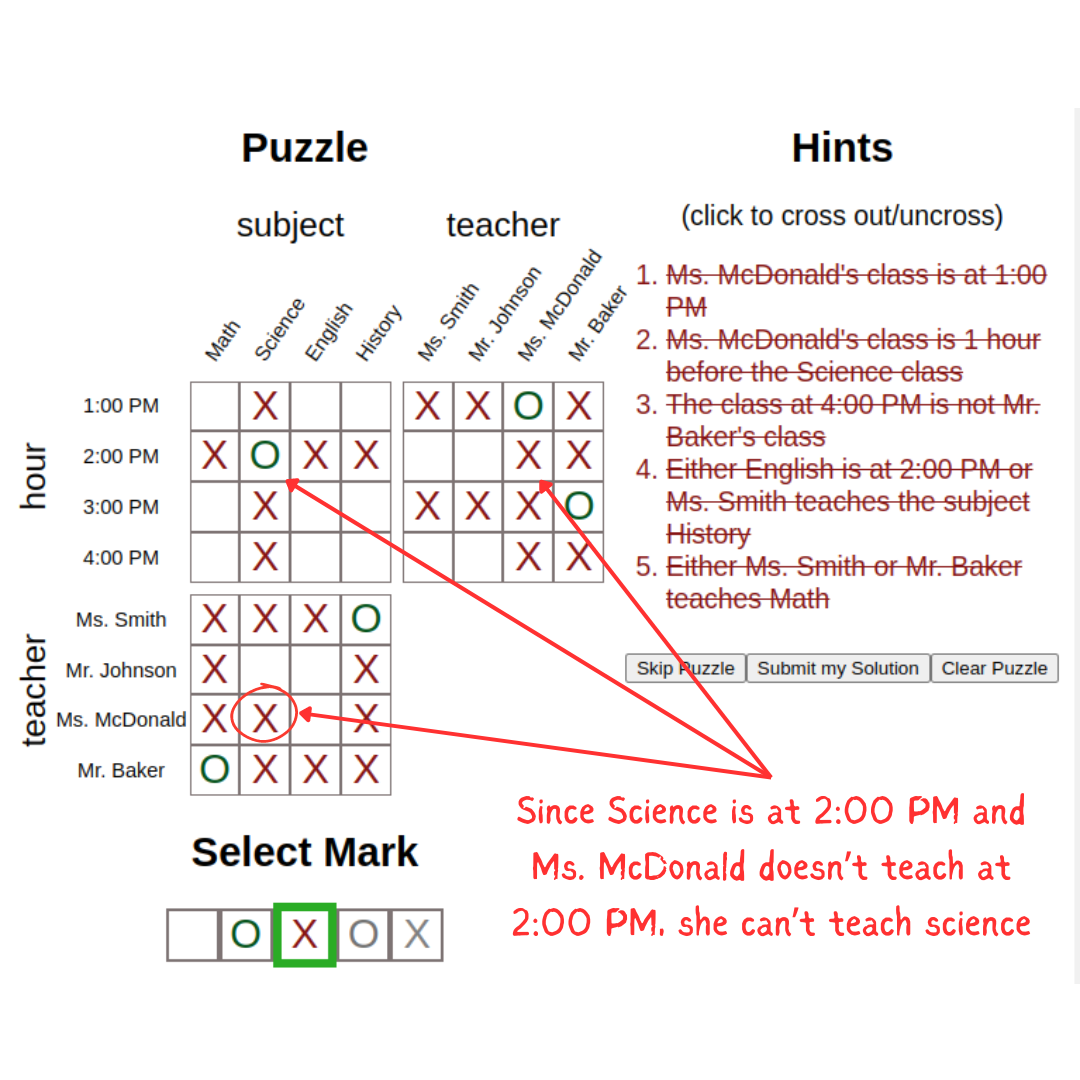 Puzzle
Hints
subject
teacher
(click to cross out/uncross)
Math
Science
English
History
Ms. Smith
Mr. Johnson
Ms. McDonald
Mr. Baker
1. Ms. McDonald's class is at 1:00
PM
2. Ms. McDonald's class is 1 hour
before the Science class
3. The class at 4:00 PM is not Mr.
Baker's class
4. Either English is at 2:00 PM or
Ms. Smith teaches the subject
History
5. Either Ms. Smith or Mr. Baker
teaches Math
hour
1:00 PM X X X O X
2:00 PM X O X X X X
3:00 PM X X X X O
4:00 PM X X X
Skip Puzzle Submit my Solution Clear Puzzle
teacher
Ms. Smith X X X O
Mr. Johnson X X
Ms. McDonald X X X
Mr. Baker O X X X
Since Science is at 2:00 PM and
Ms. McDonald doesn't teach at
2:00 PM, she can't teach science
Select Mark
O X O X